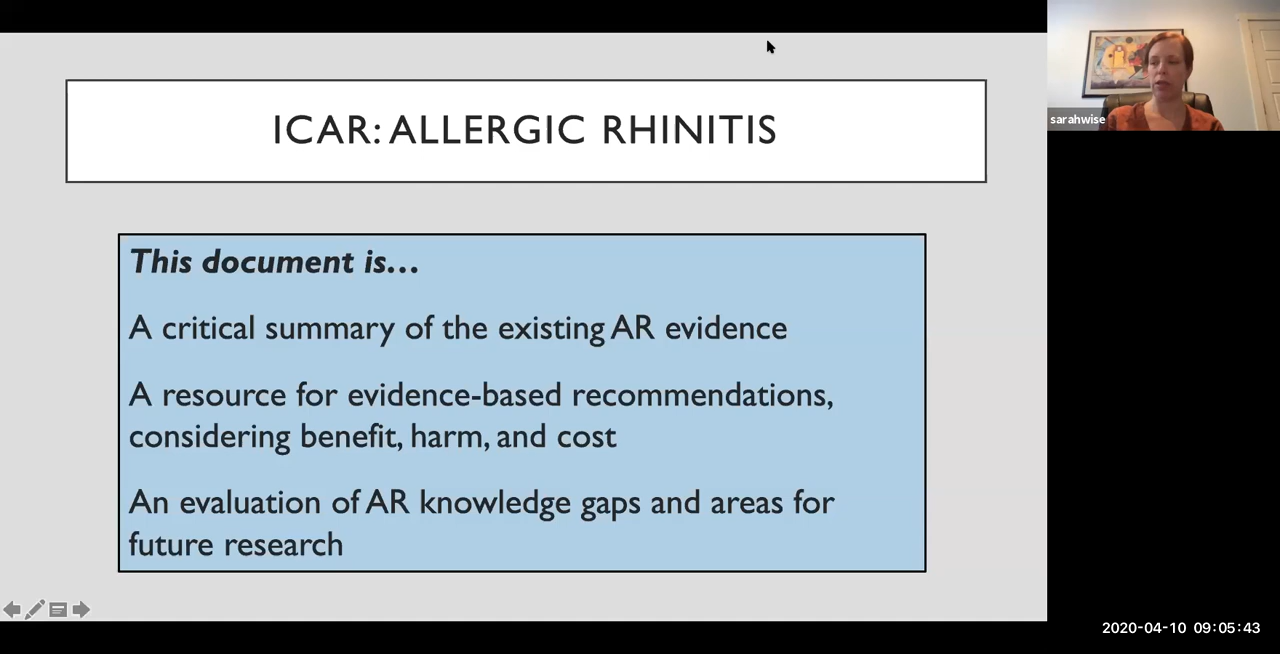 ICAR: ALLERGIC RHINITIS
sarahwise
This document is...
A critical summary of the existing AR evidence
A resource for evidence-based recommendations,
considering benefit, harm, and cost
An evaluation of AR knowledge gaps and areas for
future research
2020-04-10 09:05:43